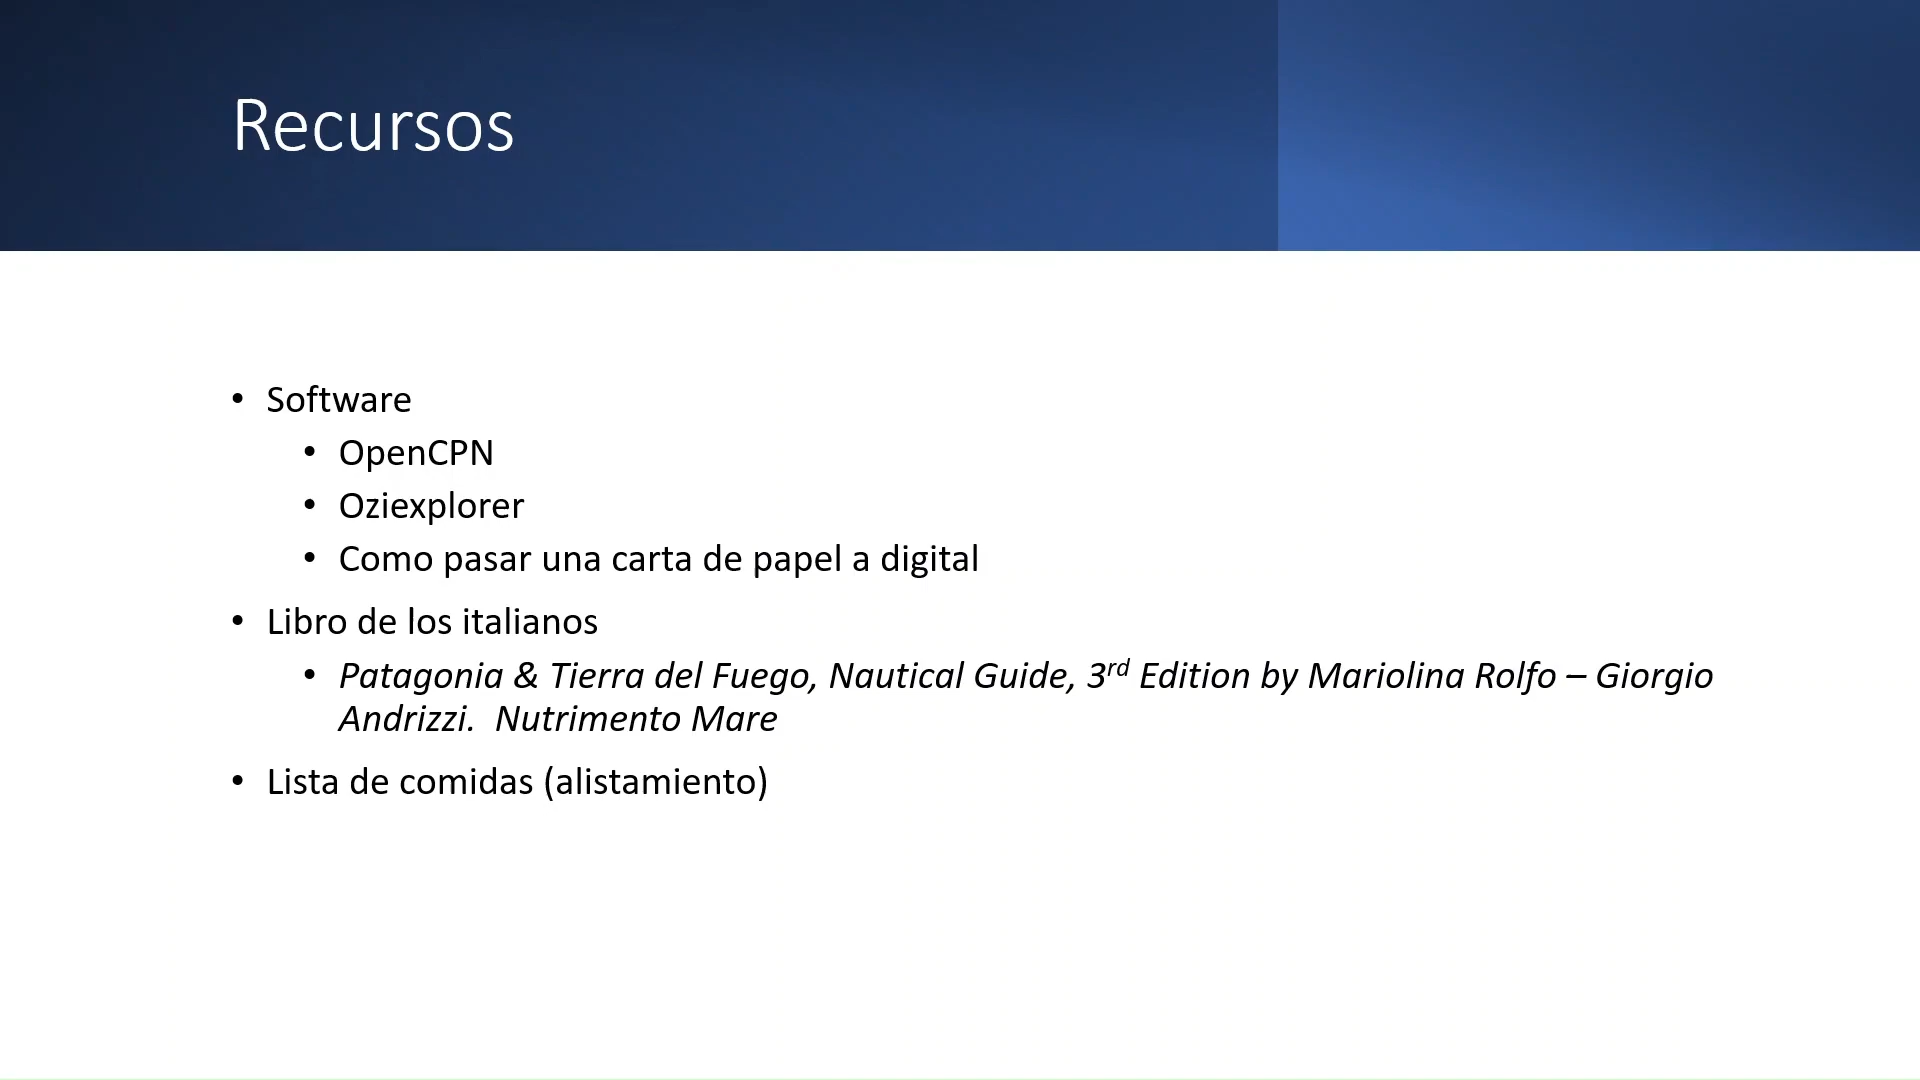 Recursos
• Software
• OpenCPN
• Oziexplorer
• Como pasar una carta de papel a digital
• Libro de los italianos
• Patagonia & Tierra del Fuego, Nautical Guide, 3rd Edition by Mariolina Rolfo – Giorgio
Andrizzi.  Nutrimento Mare
• Lista de comidas (alistamiento)